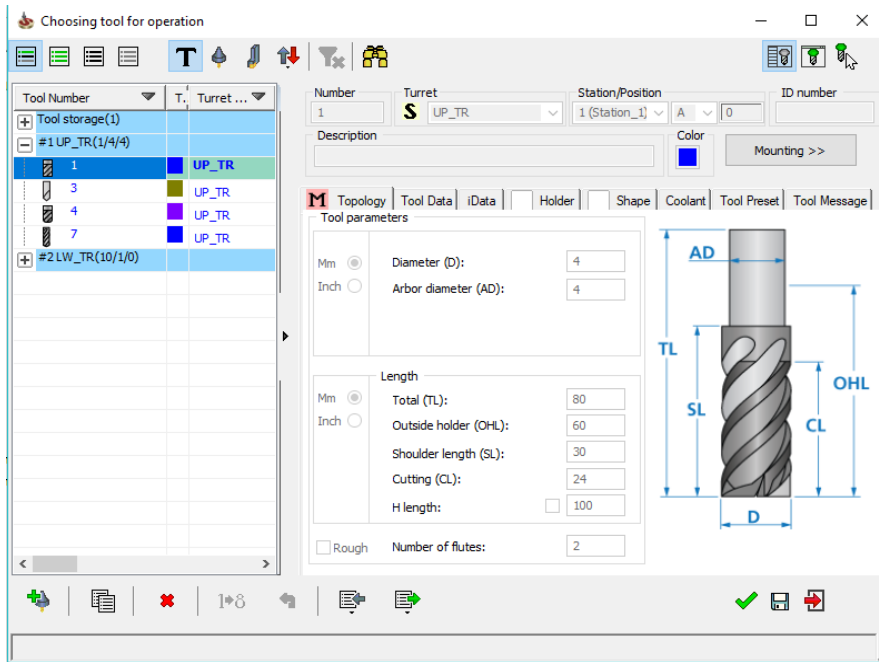 Choosing tool for operation
T
Tool Number T. Turret ...
Tool storage(1)
#1 UP_TR(1/4/4)
1 UP_TR
3 UP_TR
4 UP_TR
7 UP_TR
#2 LW_TR(10/1/0)
Number Turret Station/Position ID number
1 S UP_TR 1 (Station_1) A 0
Description Color
Mounting >>
M Topology Tool Data iData Holder Shape Coolant Tool Preset Tool Message
Tool parameters
Mm Diameter (D): 4
Inch Arbor diameter (AD): 4
Length
Mm Total (TL): 80
Inch Outside holder (OHL): 60
Shoulder length (SL): 30
Cutting (CL): 24
H length: 100
Rough Number of flutes: 2
AD
TL
OHL
SL
CL
D
1➧8